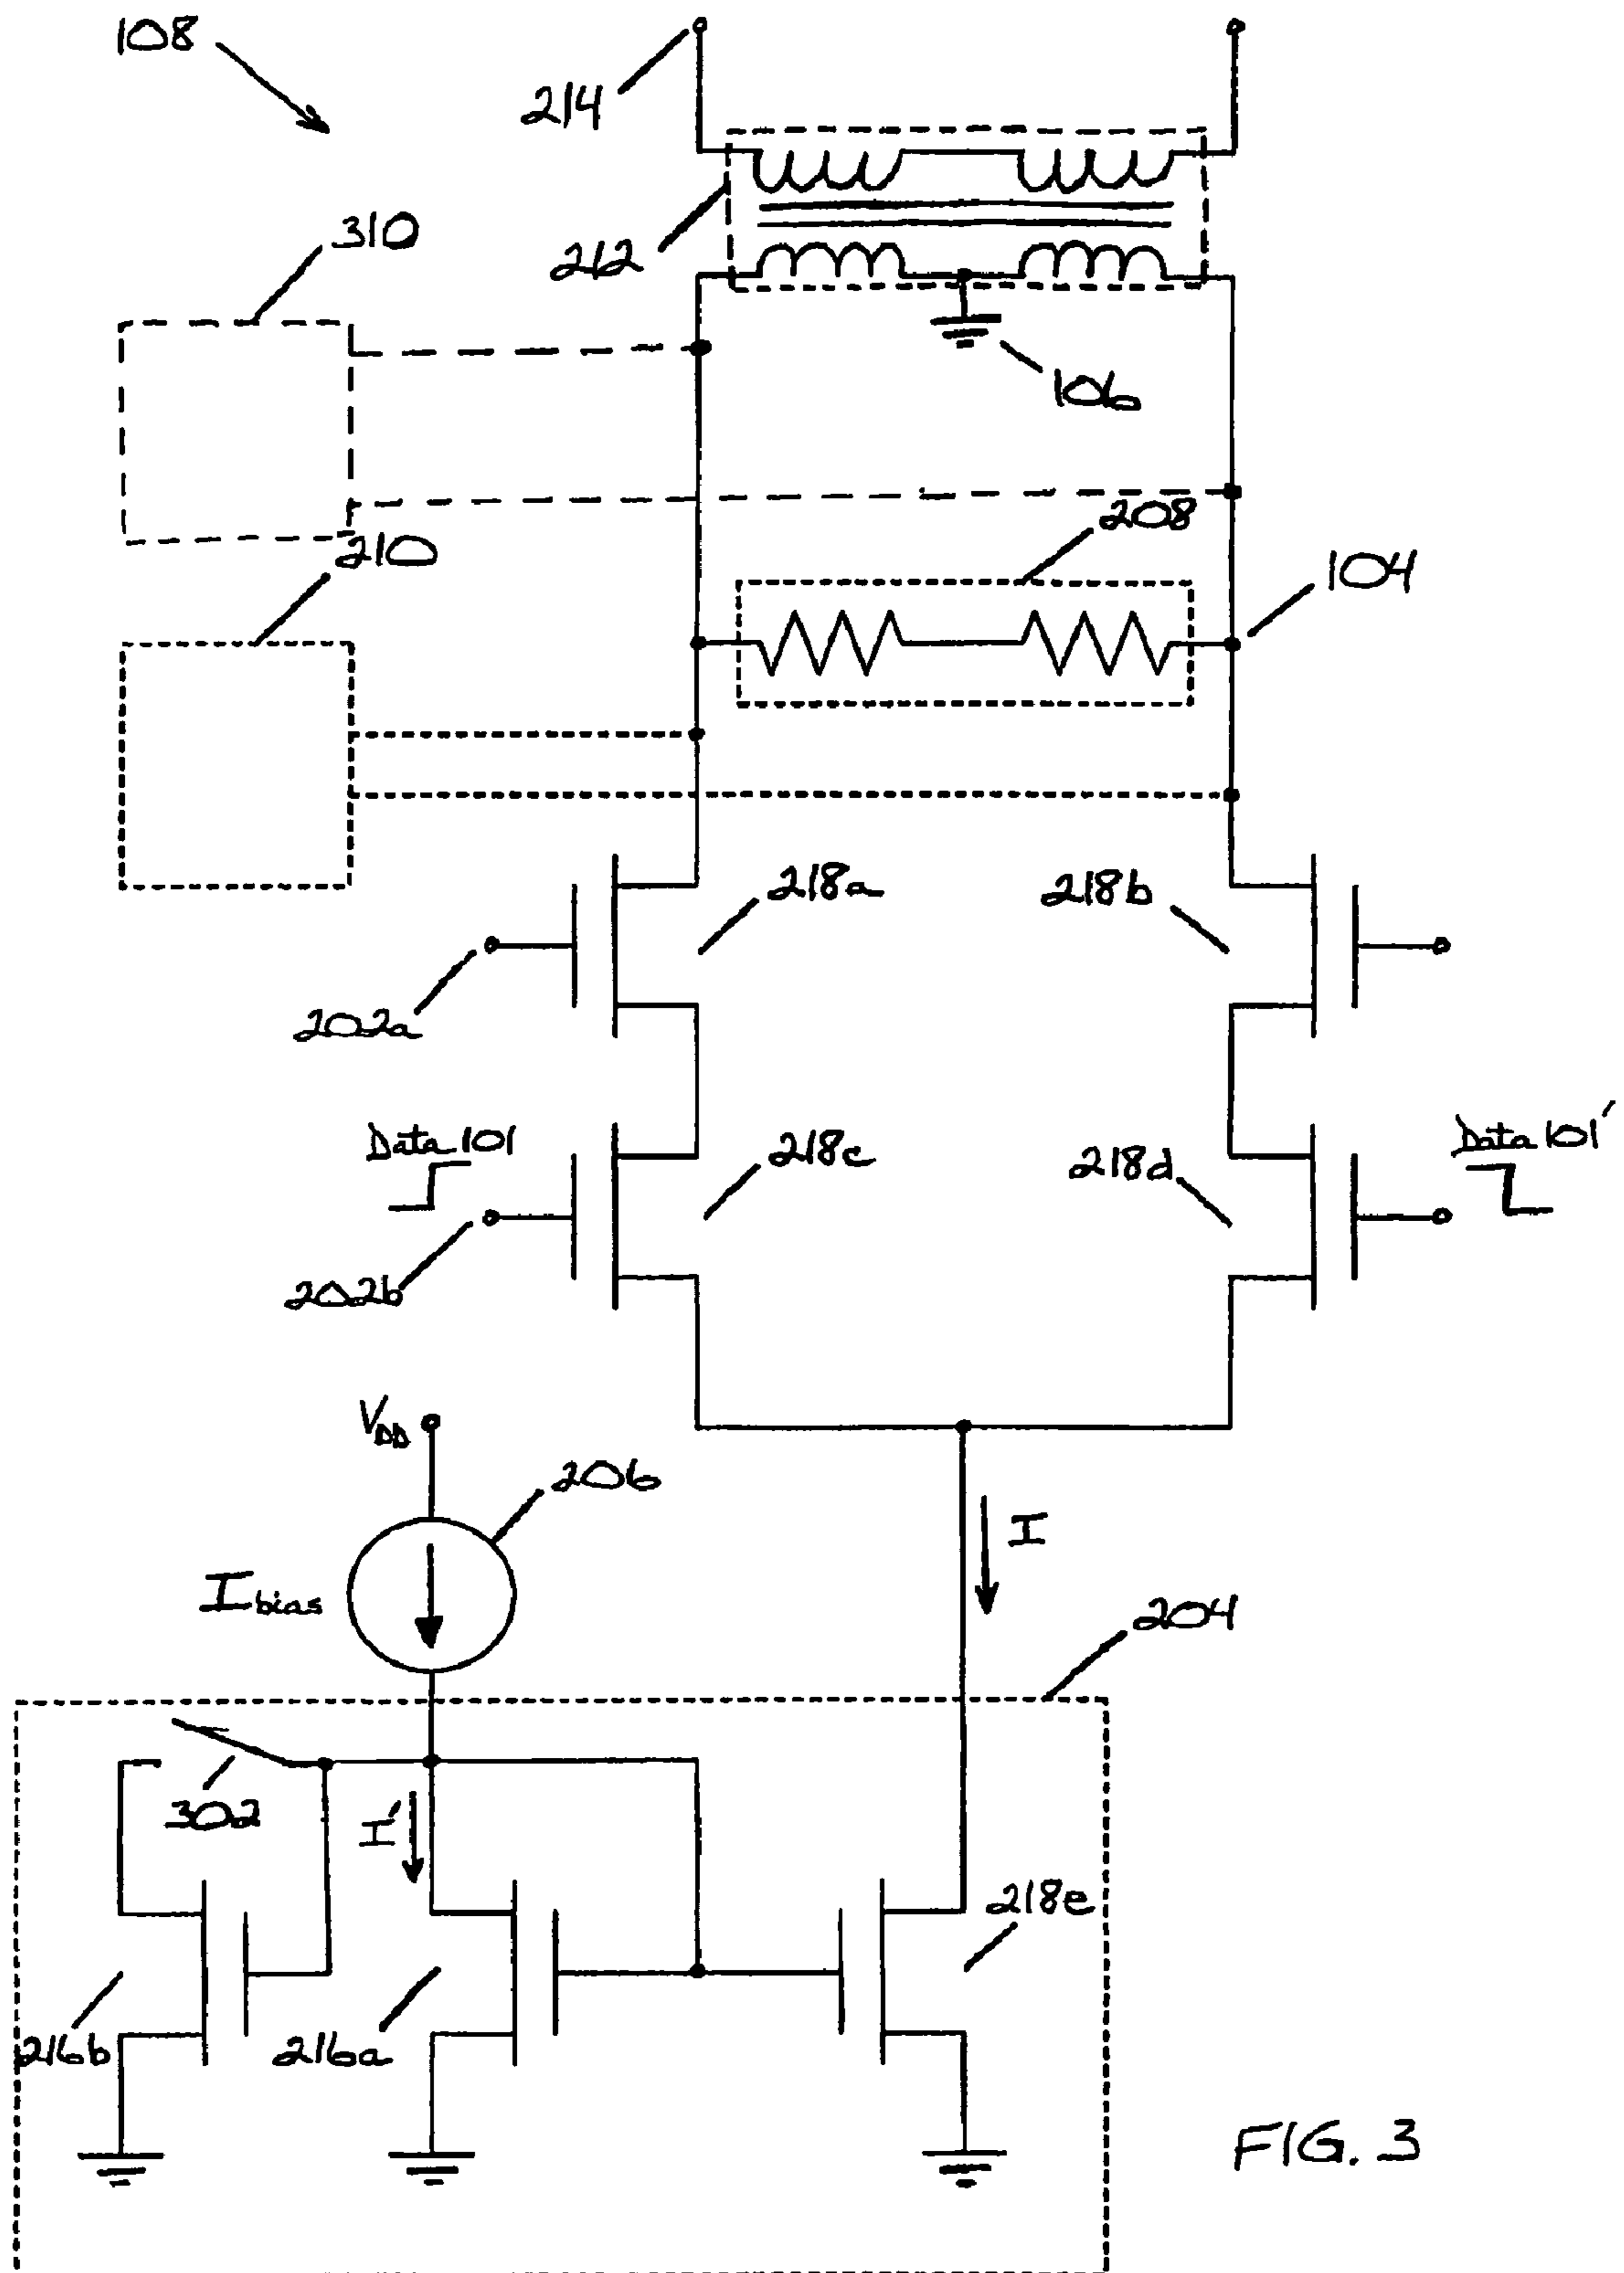 108
214
310
212
106
208
210
104
218a
218b
202a
Data 101
Data 101'
218c
218d
202b
VDD
206
I
Ibias
204
302
I'
218e
216b
216a
FIG. 3